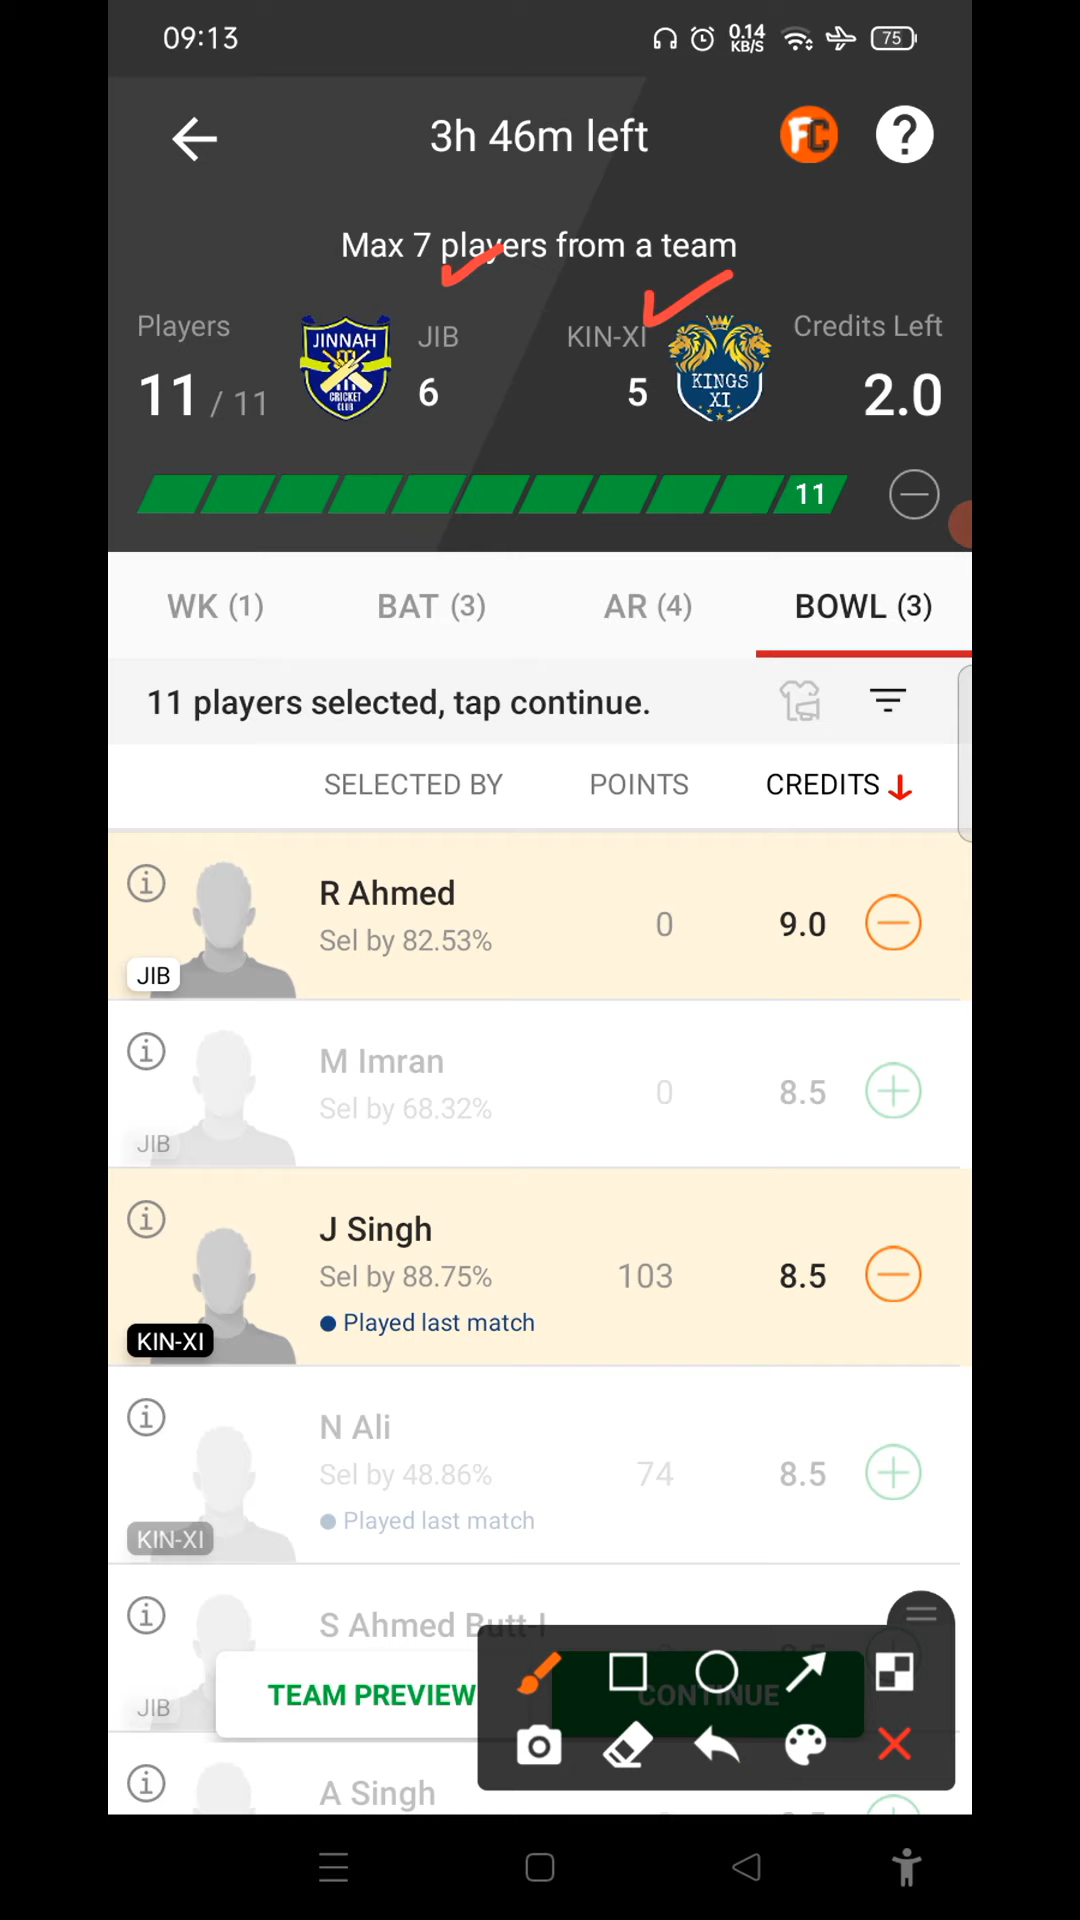 09:13 0.14 KB/S 75
3h 46m left FC ?
Max 7 players from a team
Players JIB KIN-XI Credits Left
JINNAH CRICKET CLUB
KINGS XI
11 / 11 6 5 2.0
11
WK (1) BAT (3) AR (4) BOWL (3)
11 players selected, tap continue.
SELECTED BY POINTS CREDITS
R Ahmed
Sel by 82.53% 0 9.0
JIB
M Imran
Sel by 68.32% 0 8.5
JIB
J Singh
Sel by 88.75% 103 8.5
Played last match
KIN-XI
N Ali
Sel by 48.86% 74 8.5
Played last match
KIN-XI
S Ahmed Butt-I
TEAM PREVIEW CONTINUE
JIB
A Singh